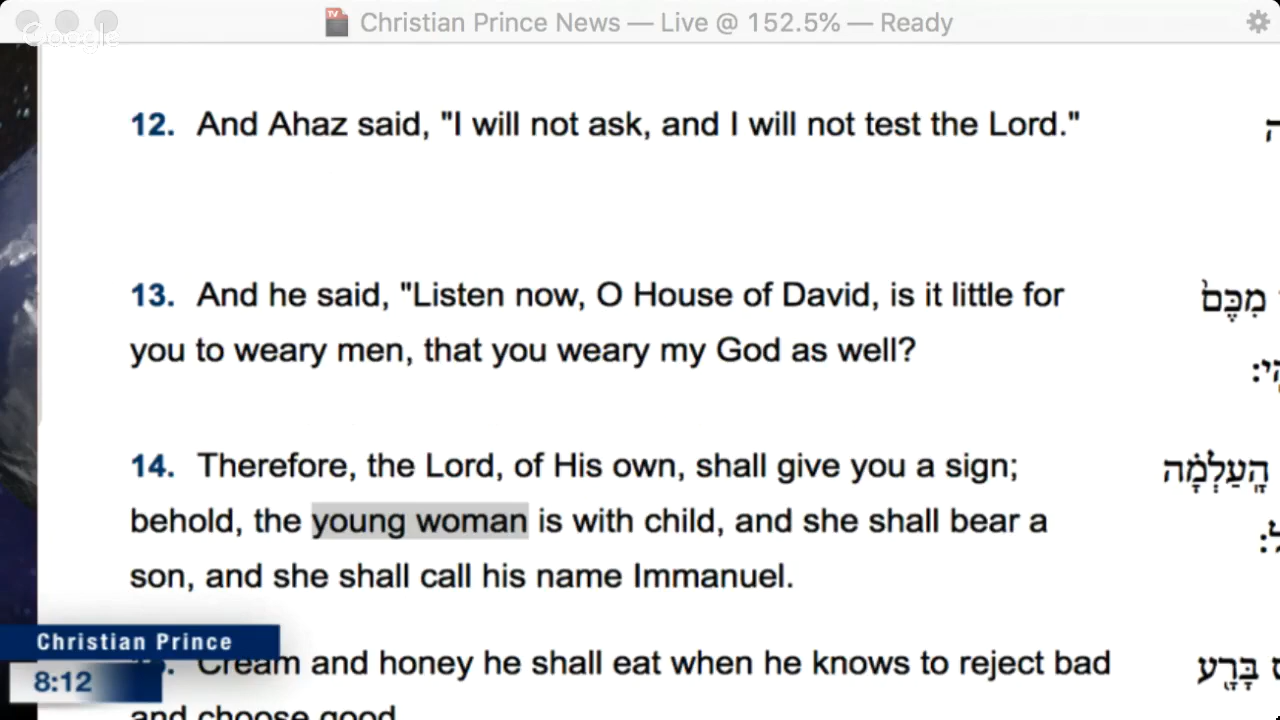 Google
Christian Prince News — Live @ 152.5% — Ready
12. And Ahaz said, "I will not ask, and I will not test the Lord."
13. And he said, "Listen now, O House of David, is it little for
מִכֶּם֙
you to weary men, that you weary my God as well?
14. Therefore, the Lord, of His own, shall give you a sign;
הָֽעַלְמָ֗ה
behold, the young woman is with child, and she shall bear a
son, and she shall call his name Immanuel.
Christian Prince
Cream and honey he shall eat when he knows to reject bad
בָּרָ֖ע
8:12
and choose good